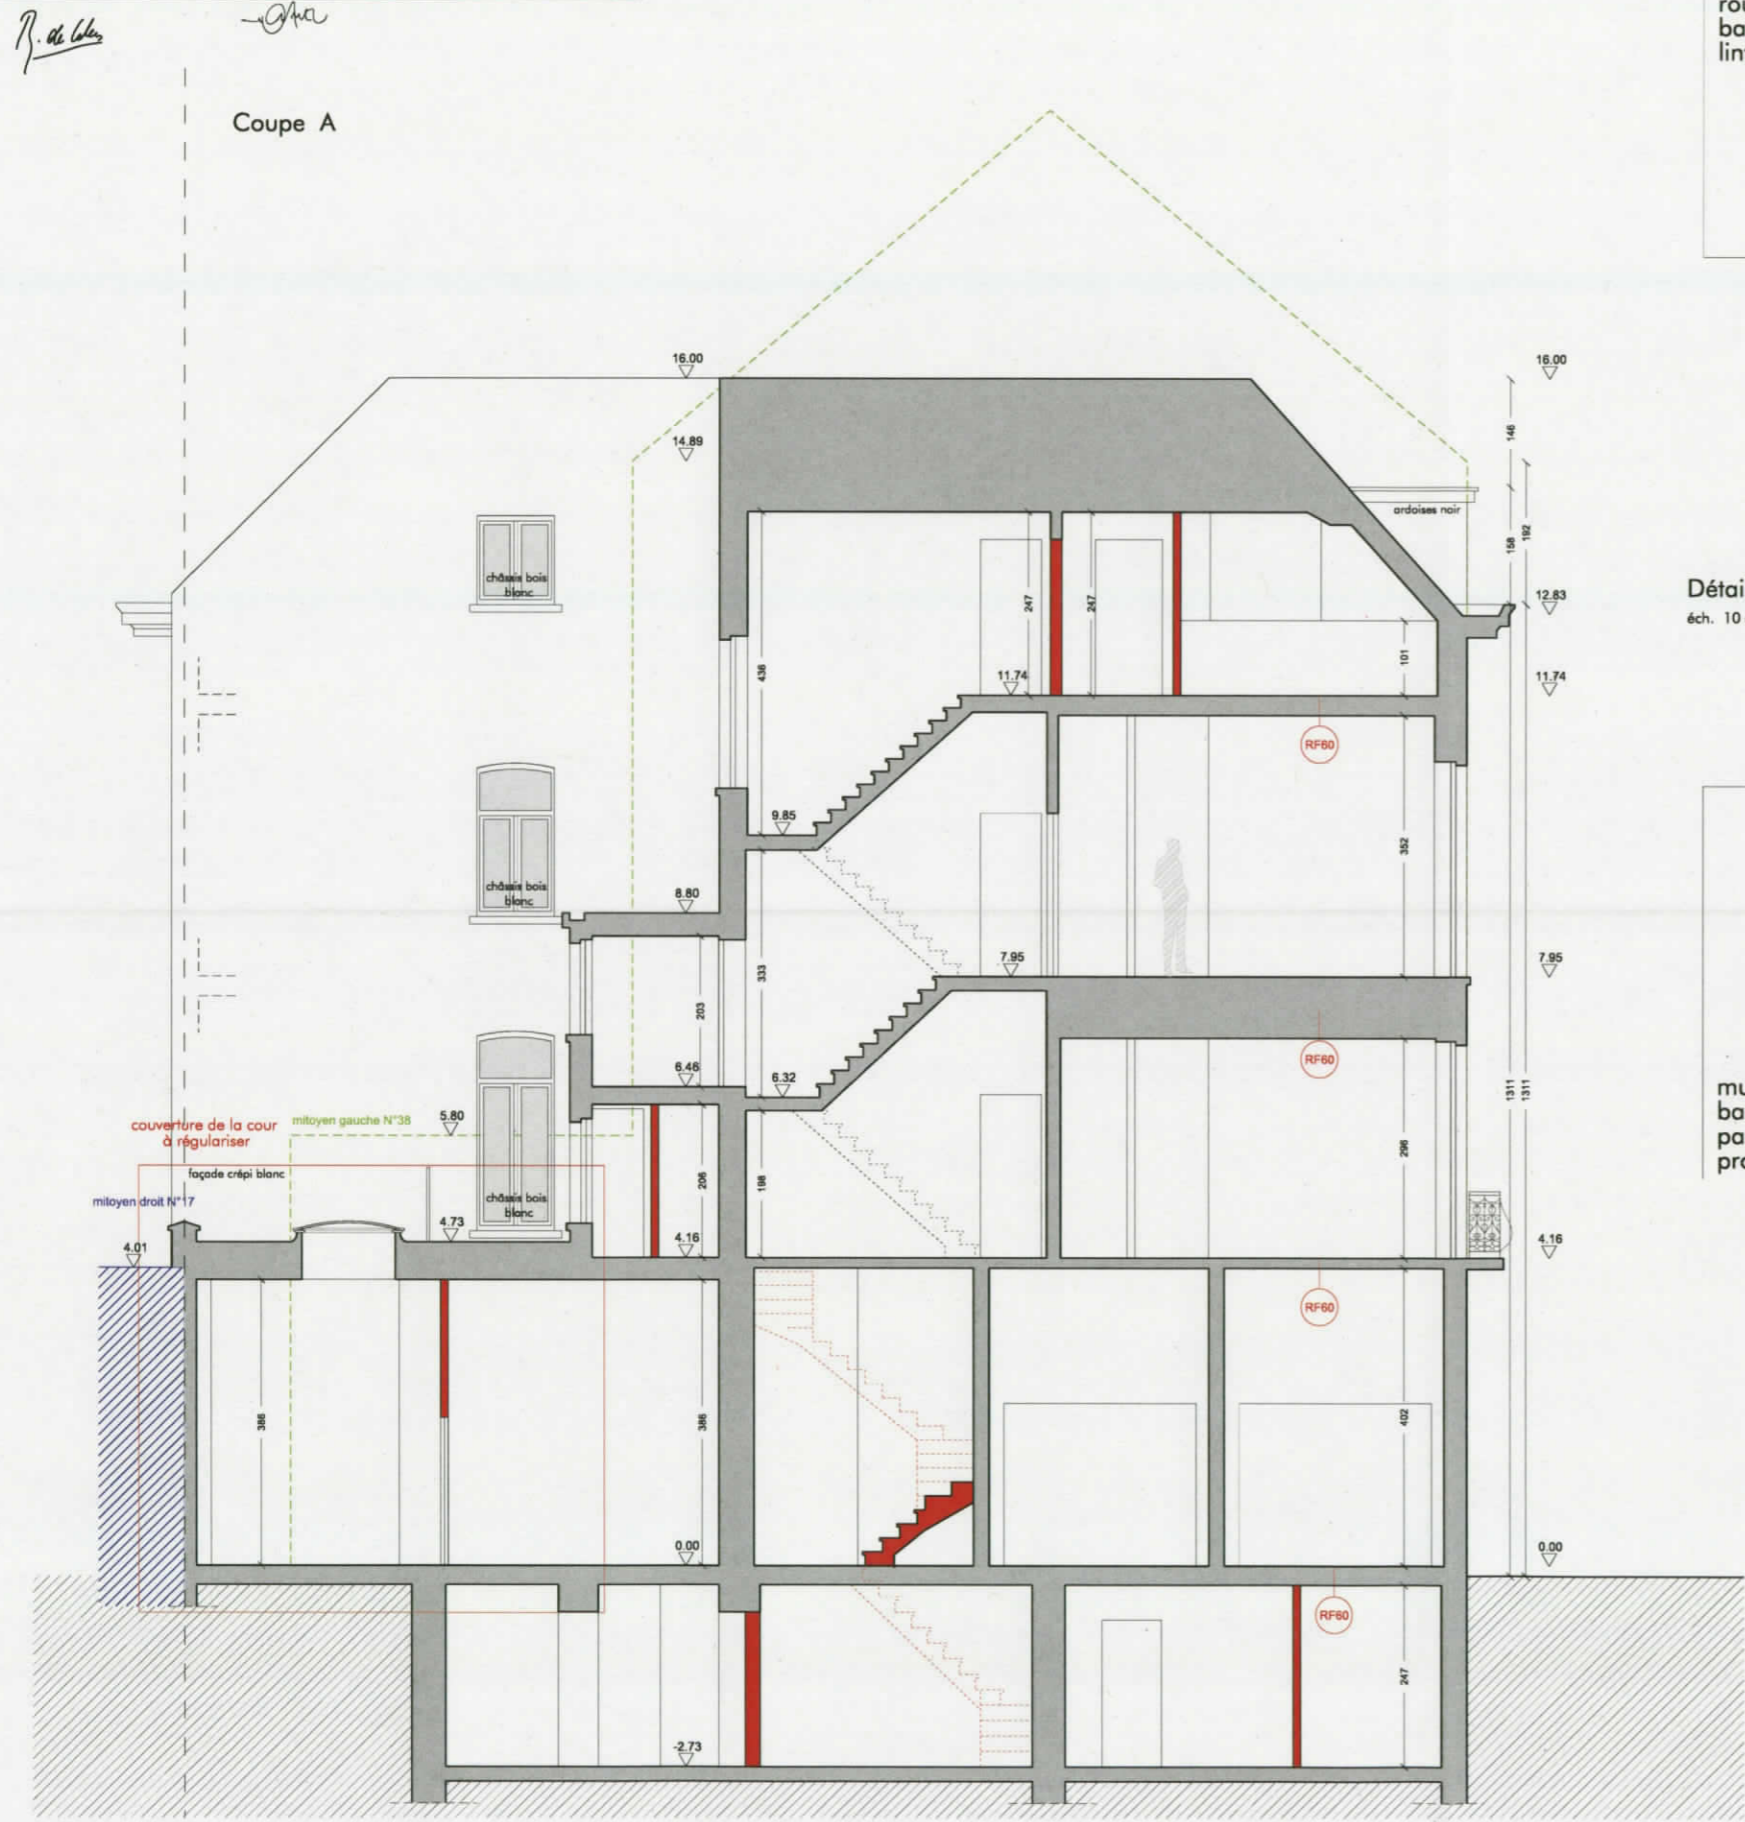 Coupe A
16.00
16.00
14.89
146
192
158
ardoises noir
châssis bois
blanc
247
247
12.83
436
101
11.74
11.74
RF60
9.85
352
châssis bois
blanc
8.80
7.95
7.95
333
203
6.46
6.32
RF60
1311
1311
couverture de la cour
à régulariser
mitoyen gauche N°38
5.80
façade crépi blanc
mitoyen droit N°17
châssis bois
blanc
206
198
296
4.73
4.16
4.16
4.01
RF60
386
386
402
0.00
0.00
RF60
247
-2.73
Détai
éch. 10